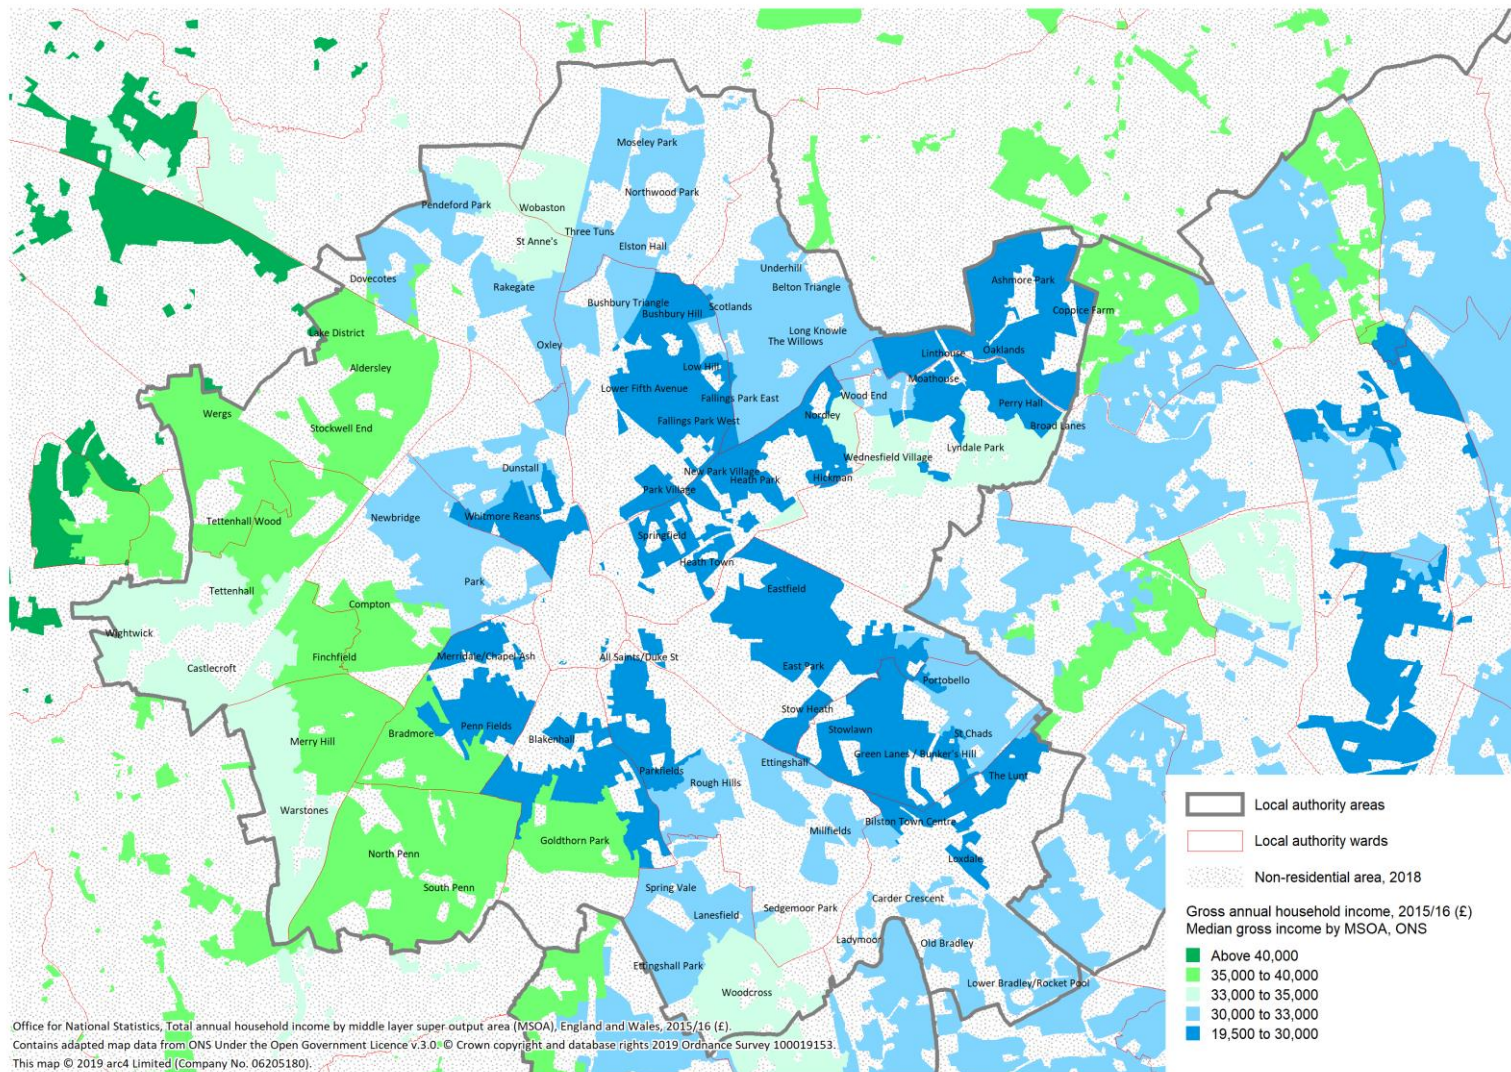 Moseley Park
Northwood Park
Pendeford Park
Wobaston
Three Tuns
St Anne's
Elston Hall
Underhill
Dovecotes
Rakegate
Belton Triangle
Ashmore Park
Bushbury Triangle
Scotlands
Bushbury Hill
Coppice Farm
Lake District
Long Knowle
Oxley
The Willows
Linthouse
Oaklands
Aldersley
Low Hill
Moathouse
Lower Fifth Avenue
Wood End
Fallings Park East
Perry Hall
Wergs
Nordley
Stockwell End
Fallings Park West
Broad Lanes
Lyndale Park
Wednesfield Village
Dunstall
New Park Village
Heath Park
Hickman
Park Village
Tettenhall Wood
Newbridge
Whitmore Reans
Springfield
Heath Town
Park
Eastfield
Tettenhall
Compton
Wightwick
Finchfield
Merridale/Chapel Ash
All Saints/Duke St
Castlecroft
East Park
Portobello
Stow Heath
Penn Fields
Stowlawn
Bradmore
St Chads
Merry Hill
Blakenhall
Green Lanes / Bunker's Hill
Ettingshall
Parkfields
The Lunt
Rough Hills
Warstones
Bilston Town Centre
Millfields
Goldthorn Park
North Penn
Loxdale
South Penn
Spring Vale
Carder Crescent
Sedgemoor Park
Lanesfield
Ladymoor
Old Bradley
Ettingshall Park
Lower Bradley/Rocket Pool
Woodcross
Local authority areas
Local authority wards
Non-residential area, 2018
Gross annual household income, 2015/16 (£)
Median gross income by MSOA, ONS
Above 40,000
35,000 to 40,000
33,000 to 35,000
30,000 to 33,000
19,500 to 30,000
Office for National Statistics, Total annual household income by middle layer super output area (MSOA), England and Wales, 2015/16 (£).
Contains adapted map data from ONS Under the Open Government Licence v.3.0. © Crown copyright and database rights 2019 Ordnance Survey 100019153.
This map © 2019 arc4 Limited (Company No. 06205180).